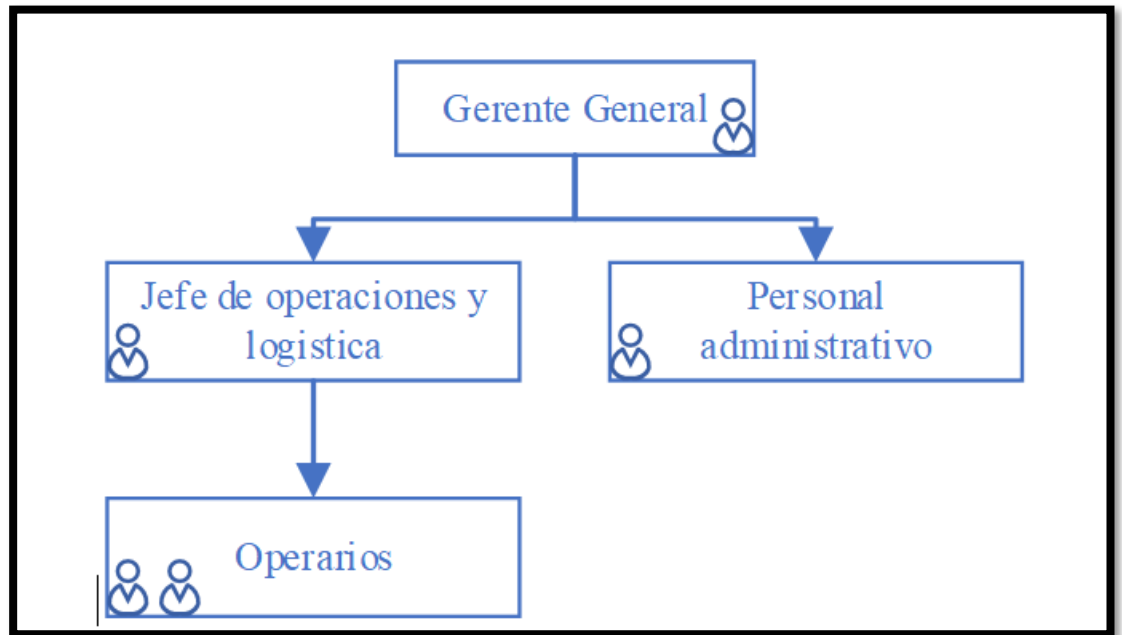 Gerente General
Jefe de operaciones y
logistica
Personal
administrativo
Operarios